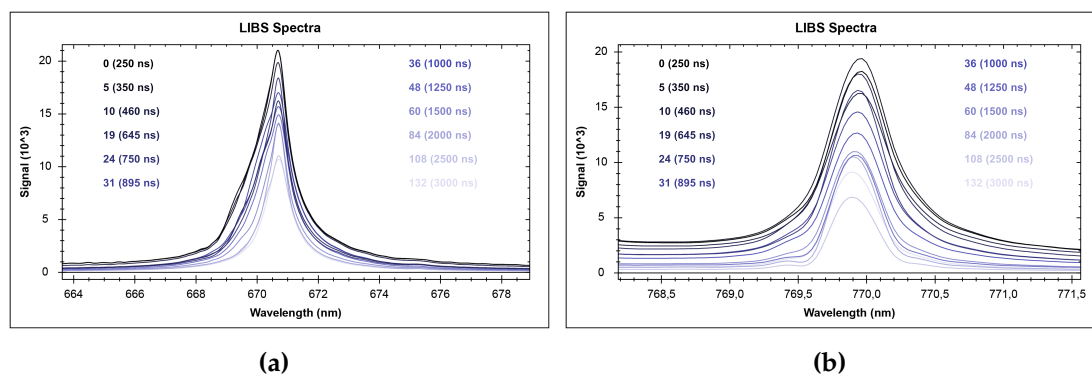 LIBS Spectra
0 (250 ns) 36 (1000 ns)
5 (350 ns) 48 (1250 ns)
10 (460 ns) 60 (1500 ns)
19 (645 ns) 84 (2000 ns)
24 (750 ns) 108 (2500 ns)
31 (895 ns) 132 (3000 ns)
Signal (10^3)
20
15
10
5
0
664 666 668 670 672 674 676 678
Wavelength (nm)
(a)
LIBS Spectra
0 (250 ns) 36 (1000 ns)
5 (350 ns) 48 (1250 ns)
10 (460 ns) 60 (1500 ns)
19 (645 ns) 84 (2000 ns)
24 (750 ns) 108 (2500 ns)
31 (895 ns) 132 (3000 ns)
Signal (10^3)
20
15
10
5
0
768,5 769,0 769,5 770,0 770,5 771,0 771,5
Wavelength (nm)
(b)